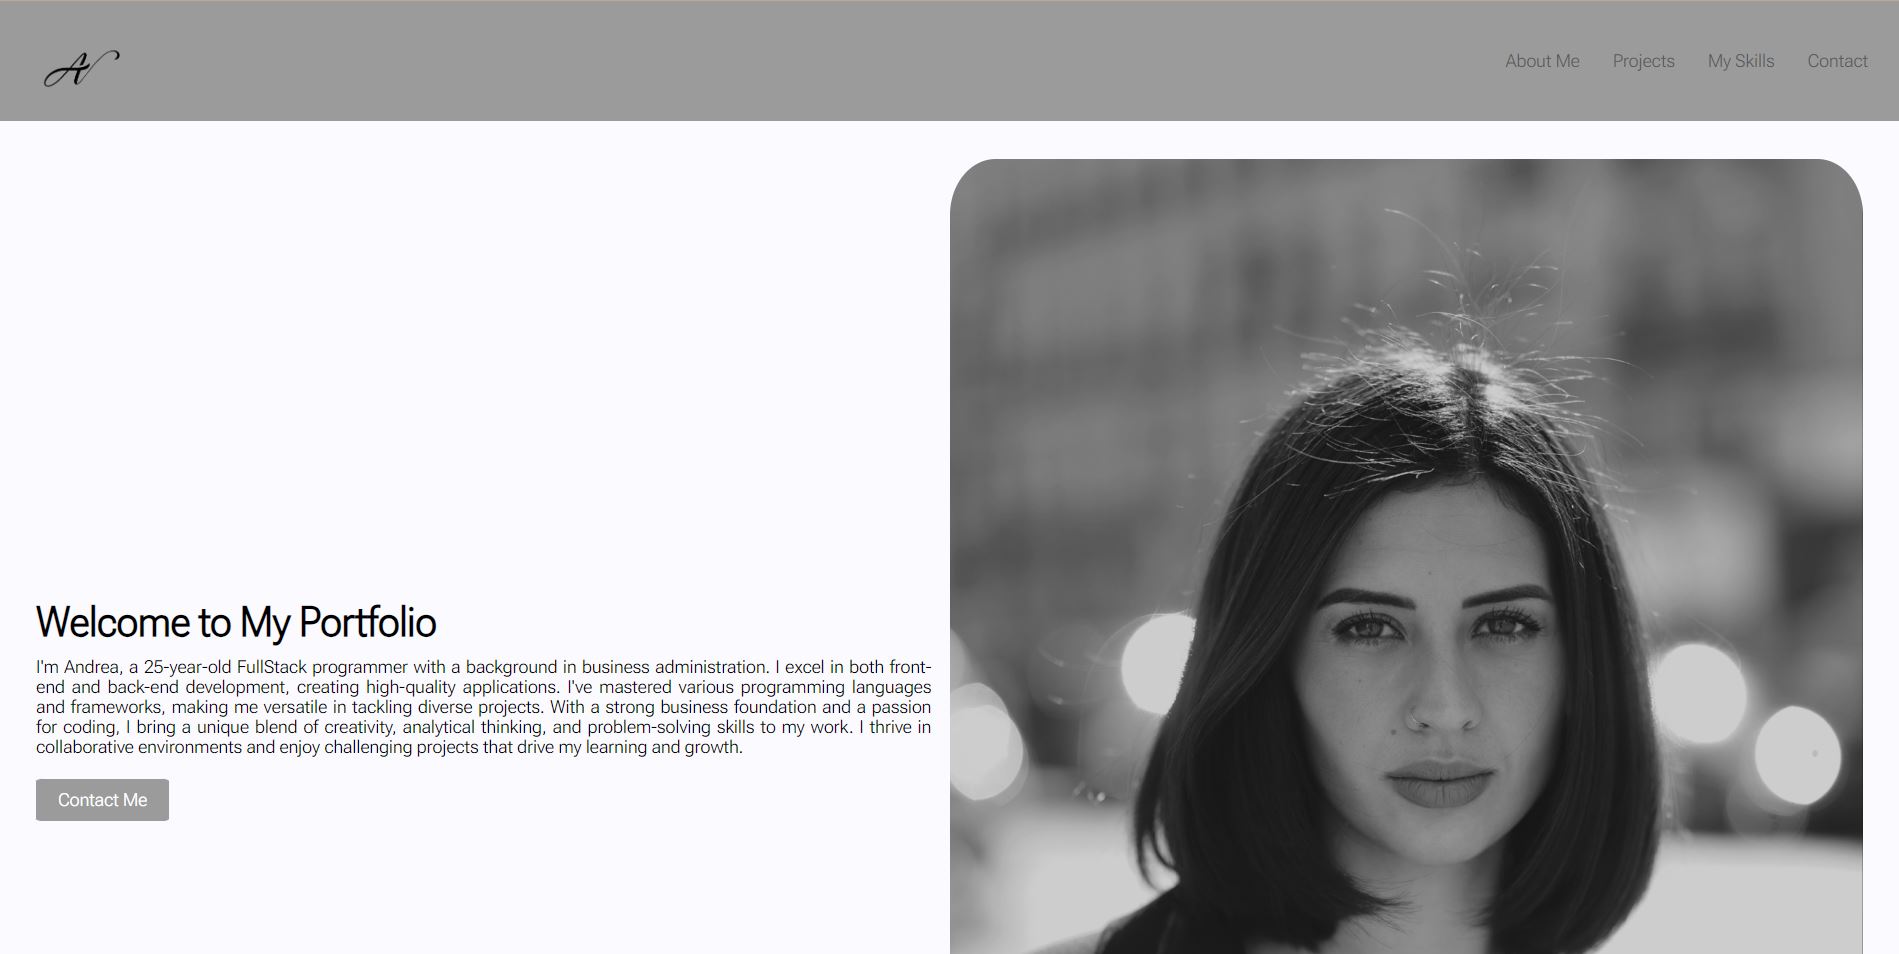 AV
About Me Projects My Skills Contact
Welcome to My Portfolio
I'm Andrea, a 25-year-old FullStack programmer with a background in business administration. I excel in both front-
end and back-end development, creating high-quality applications. I've mastered various programming languages
and frameworks, making me versatile in tackling diverse projects. With a strong business foundation and a passion
for coding, I bring a unique blend of creativity, analytical thinking, and problem-solving skills to my work. I thrive in
collaborative environments and enjoy challenging projects that drive my learning and growth.
Contact Me